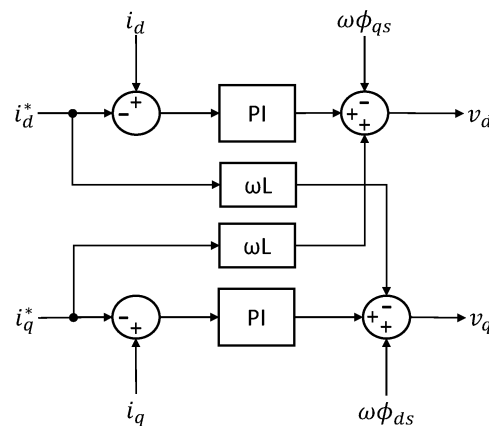 i_d ωϕ_qs
- +
i_d^* PI + - + v_d
ωL
ωL
i_q^* - + PI + - + v_q
i_q ωϕ_ds